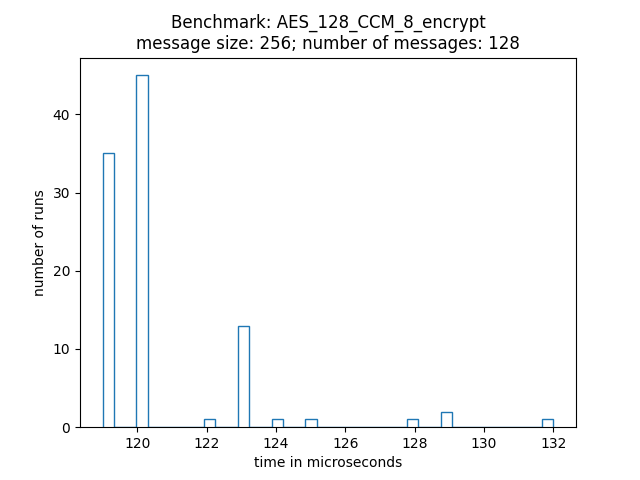 Benchmark: AES_128_CCM_8_encrypt
message size: 256; number of messages: 128
number of runs
40
30
20
10
0
120 122 124 126 128 130 132
time in microseconds